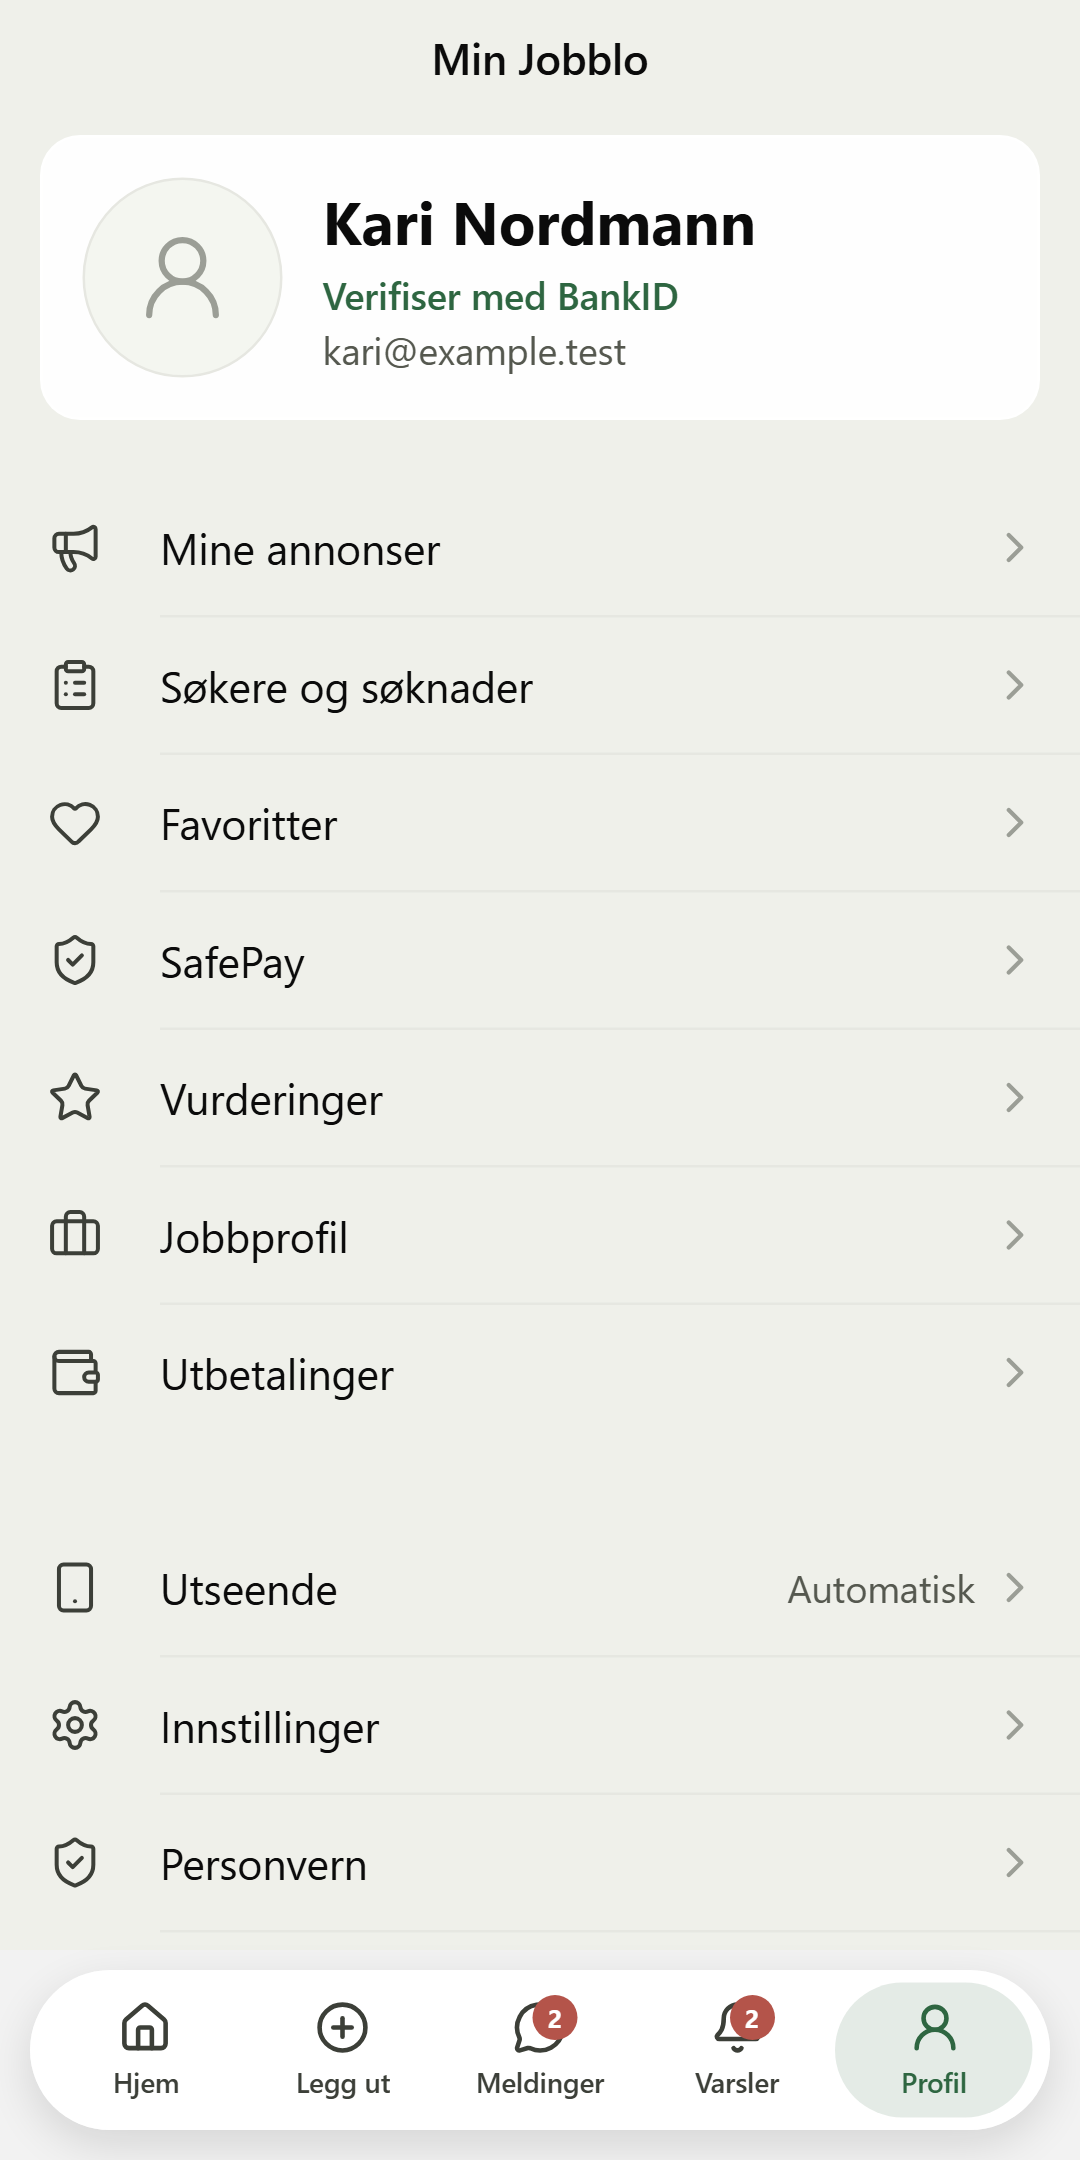 Min Jobblo
Kari Nordmann
Verifiser med BankID
kari@example.test
Mine annonser
Søkere og søknader
Favoritter
SafePay
Vurderinger
Jobbprofil
Utbetalinger
Utseende Automatisk
Innstillinger
Personvern
2 2
Hjem Legg ut Meldinger Varsler Profil